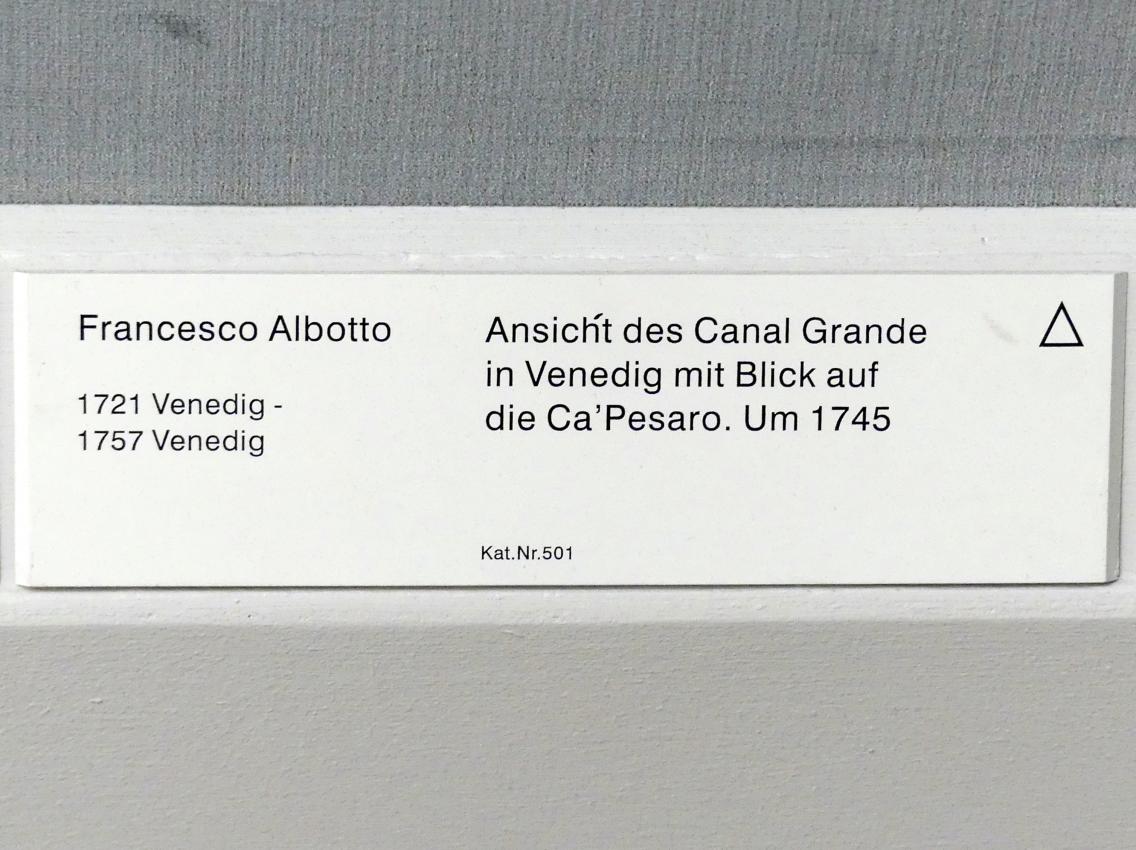 Francesco Albotto
1721 Venedig -
1757 Venedig
Ansicht des Canal Grande
in Venedig mit Blick auf
die Ca'Pesaro. Um 1745
Kat.Nr.501